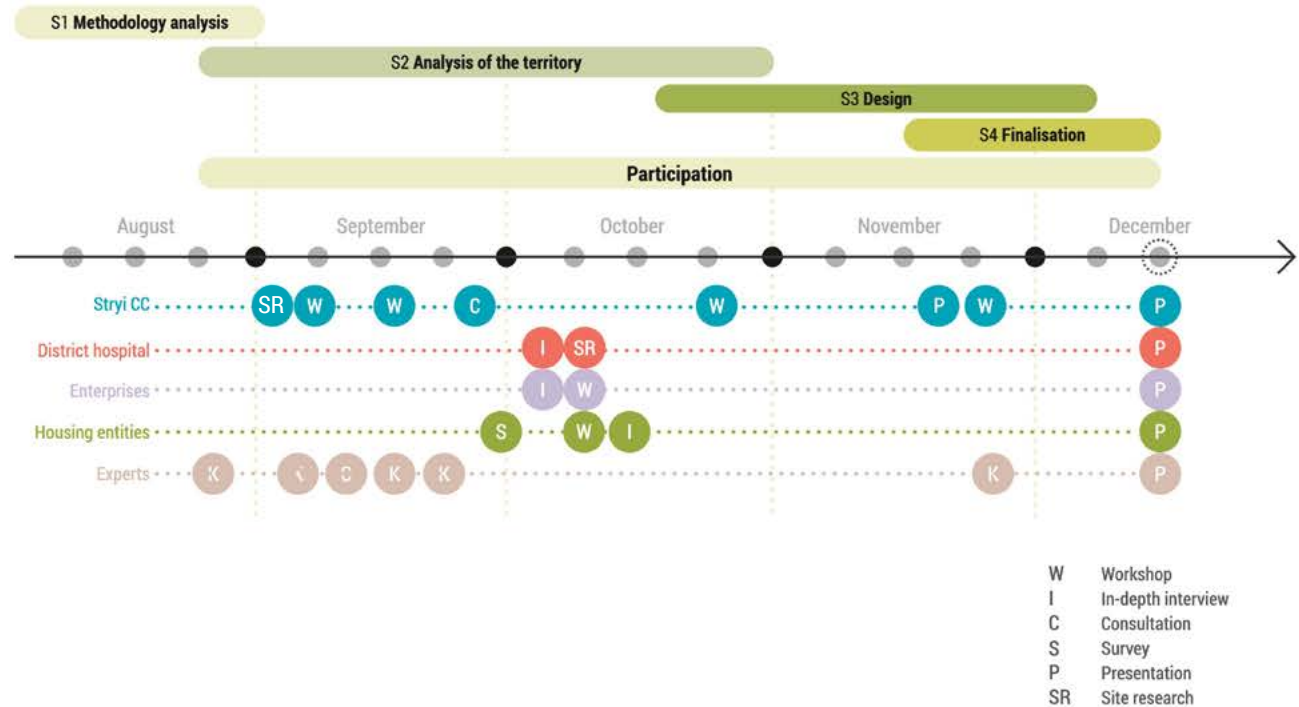 S1 Methodology analysis
S2 Analysis of the territory
S3 Design
S4 Finalisation
Participation
August September October November December
Stryi CC SR W W C W P W P
District hospital I SR P
Enterprises I W P
Housing entities S W I P
Experts K K K K P
W Workshop
I In-depth interview
C Consultation
S Survey
P Presentation
SR Site research